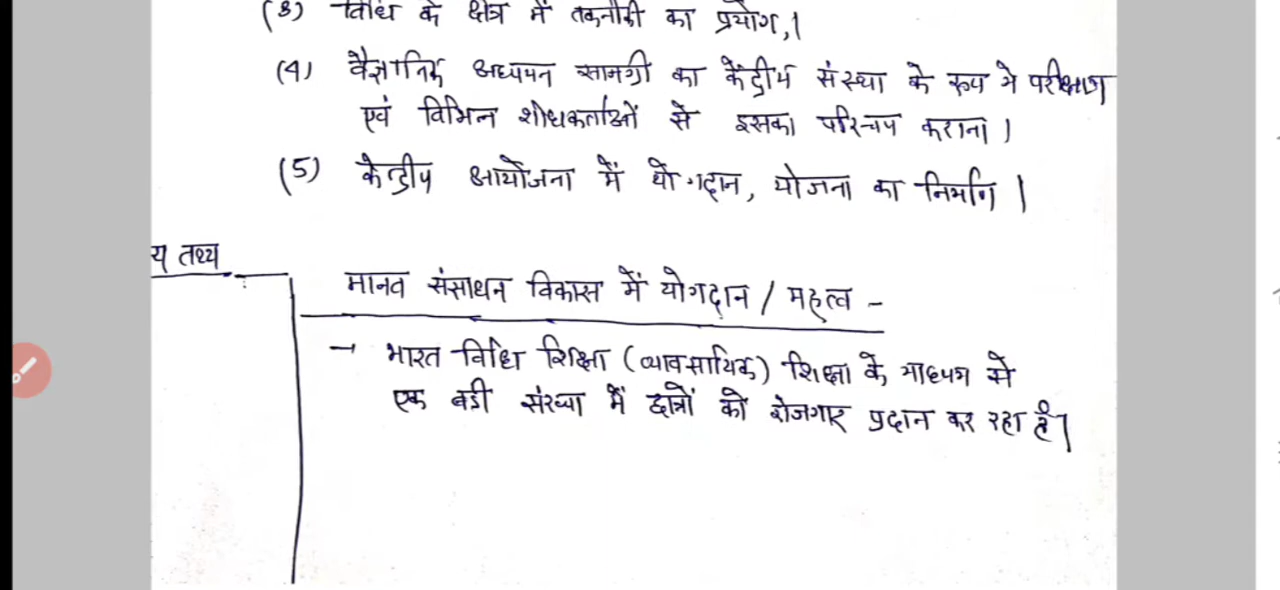 (3) विधि के क्षेत्र में तकनीकी का प्रयोग,।
(4) वैज्ञानिक अध्ययन सामग्री का केंद्रीय संस्था के रूप मे परीक्षण
एवं विभिन्न शोधकर्ताओं से इसका परिचय कराना।
(5) केन्द्रीय आयोजना में योगदान, योजना का निर्माण।
य तथ्य
मानव संसाधन विकास में योगदान / महत्व -
→ भारत विधि शिक्षा (व्यावसायिक) शिक्षा के माध्यम से
एक बडी संख्या में छात्रों को रोजगार प्रदान कर रहा है।